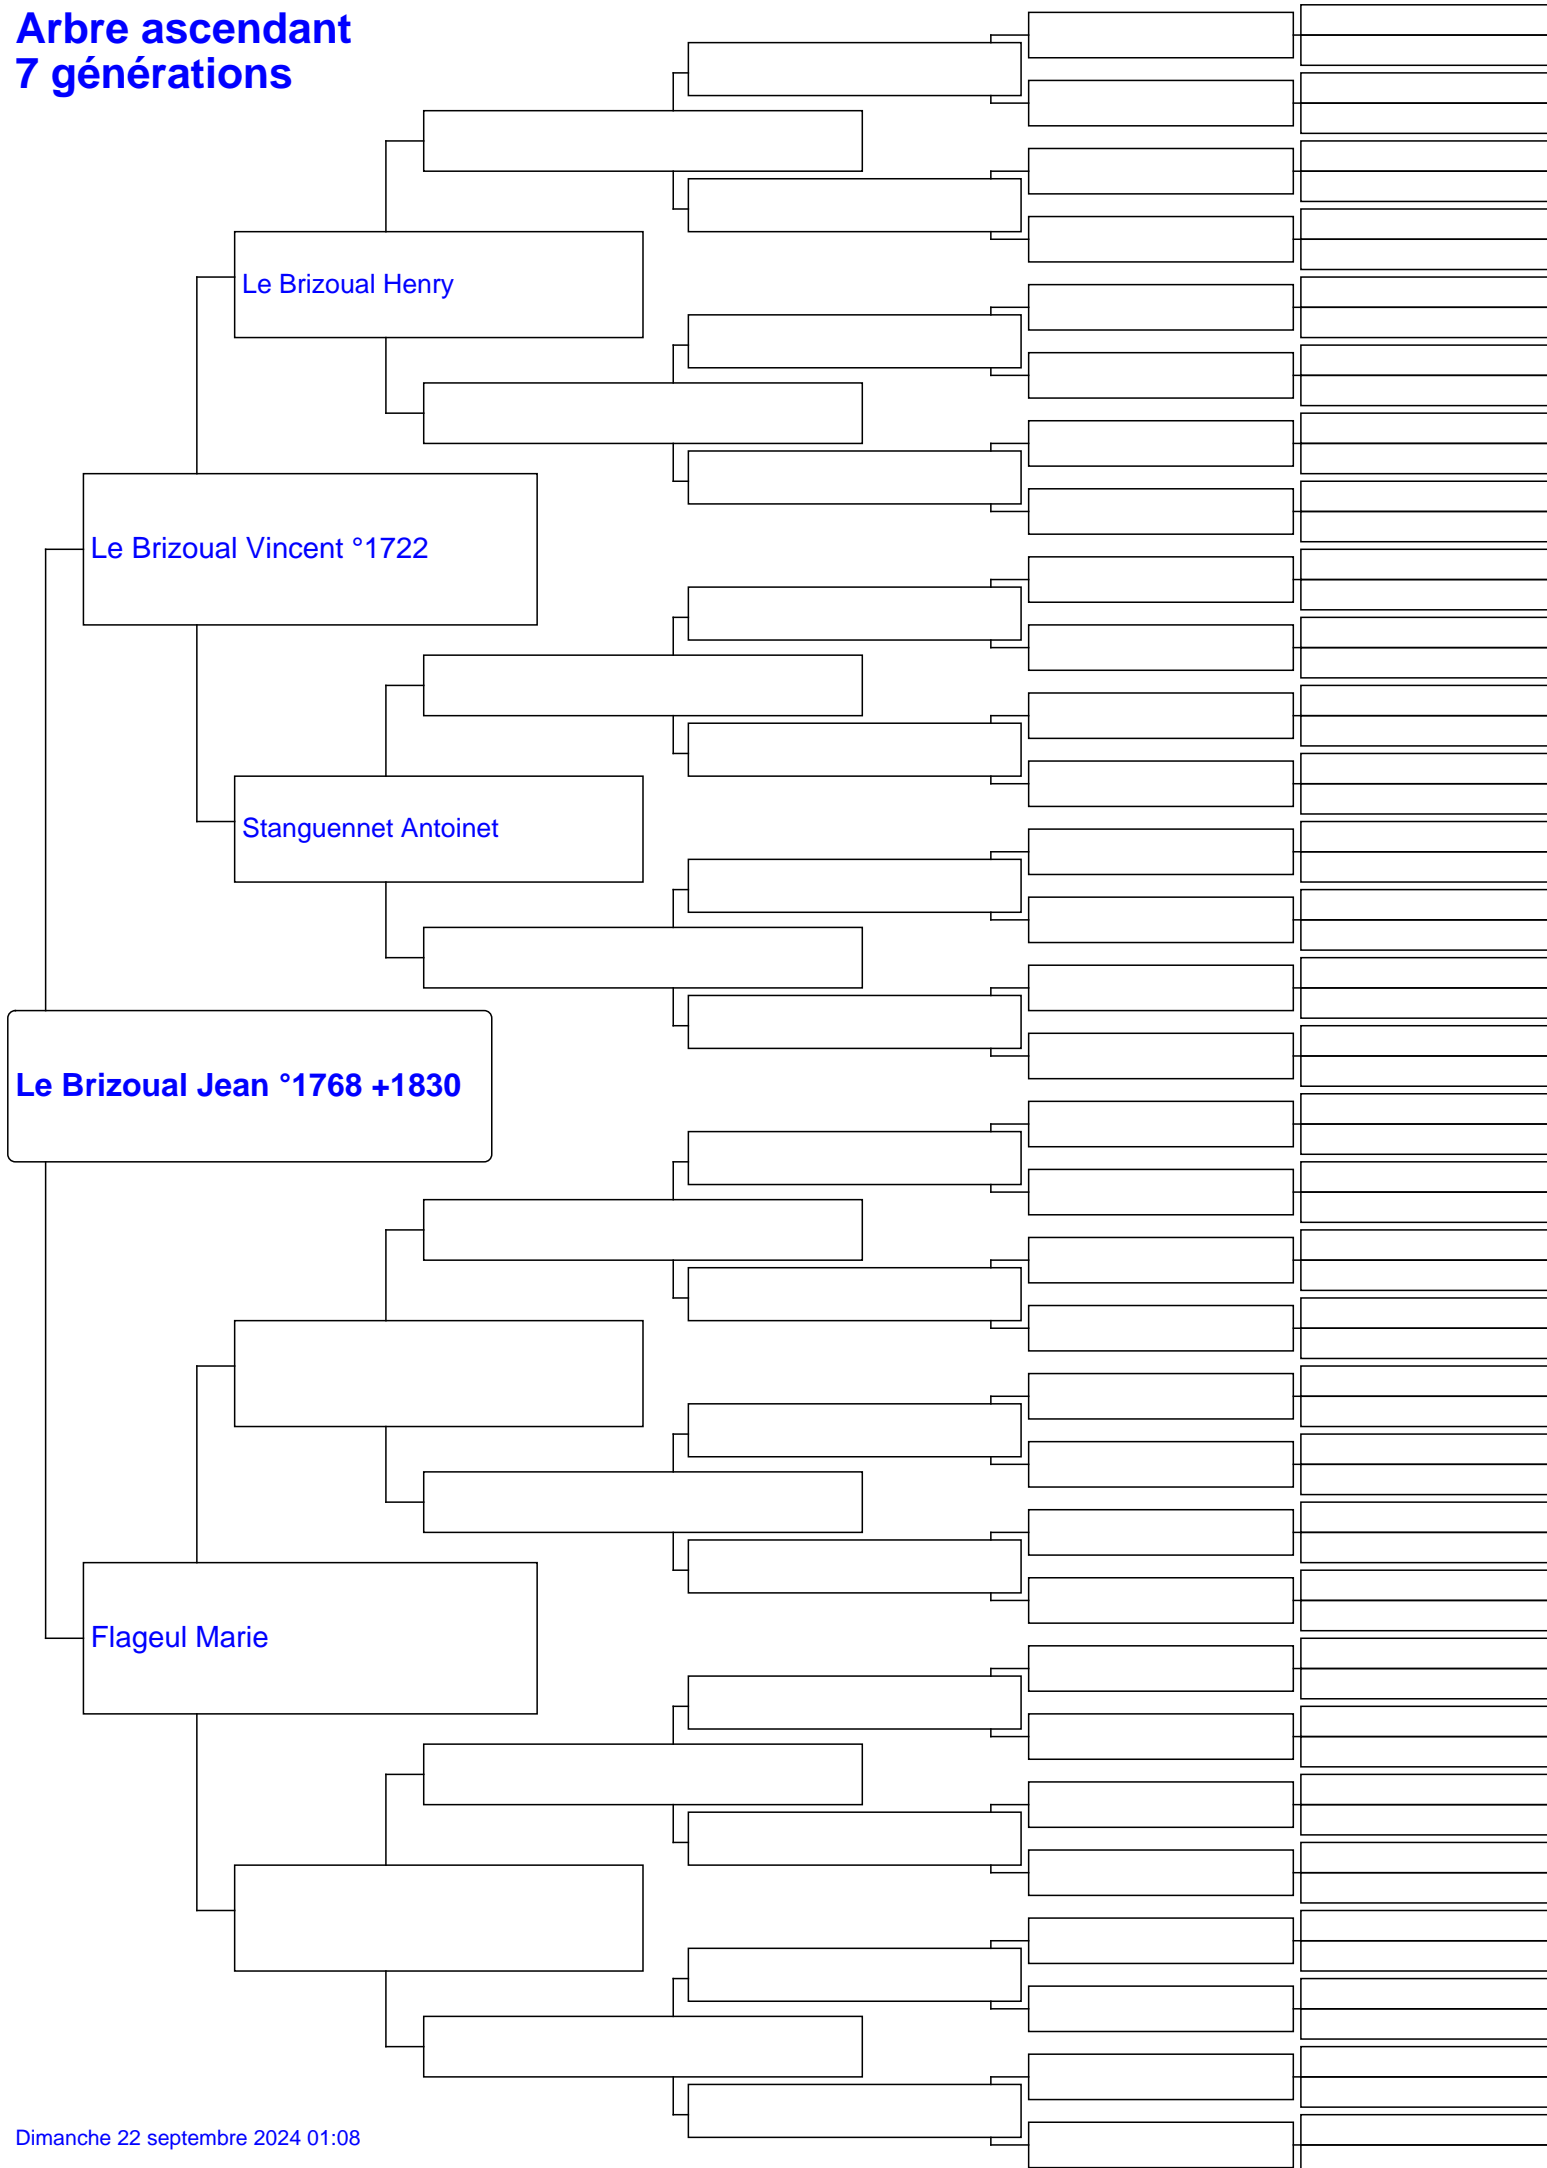 Arbre ascendant
7 générations
Le Brizoual Henry
Le Brizoual Vincent °1722
Stanguennet Antoinet
Le Brizoual Jean °1768 +1830
Flageul Marie
Dimanche 22 septembre 2024 01:08